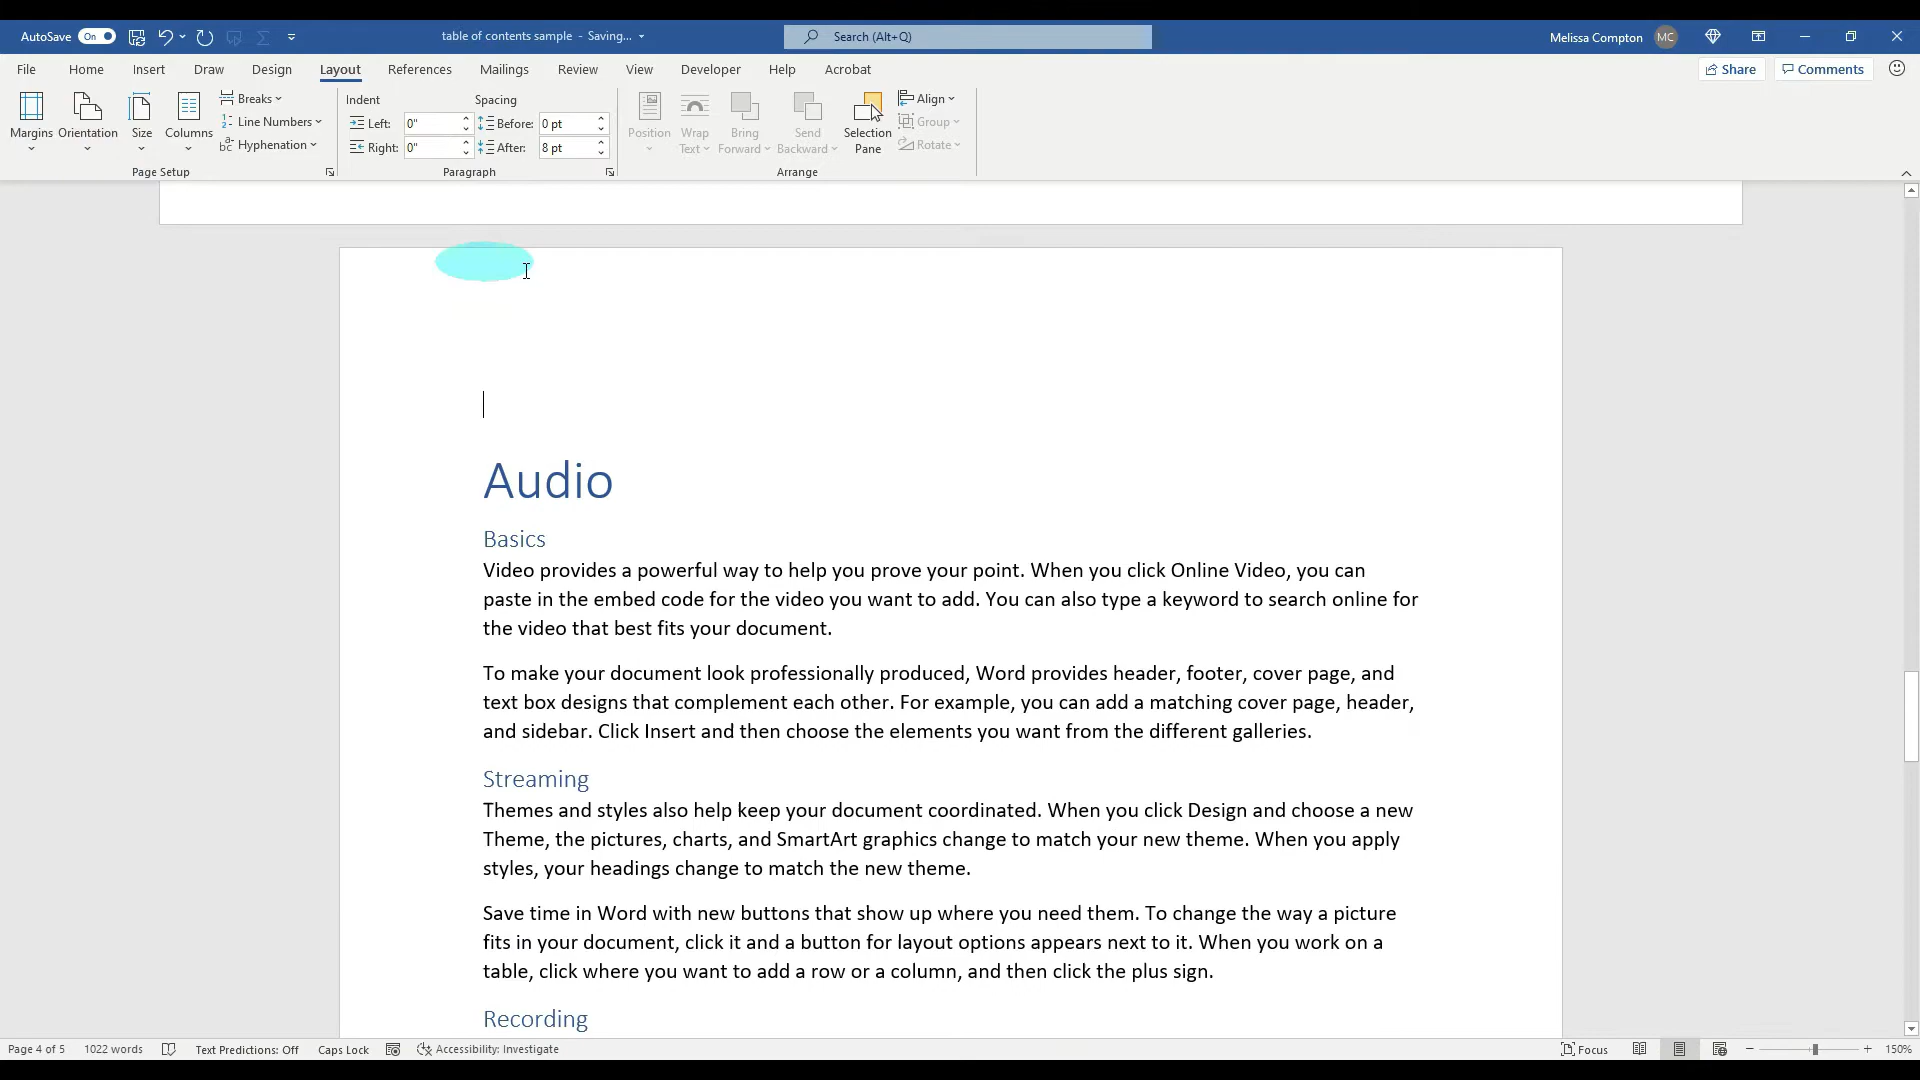 AutoSave On table of contents sample - Saving... Search (Alt+Q) Melissa Compton MC
File Home Insert Draw Design Layout References Mailings Review View Developer Help Acrobat Share Comments
Margins Orientation Size Columns
Breaks
Line Numbers
Hyphenation
Page Setup
Indent Spacing
Left: 0" Before: 0 pt
Right: 0" After: 8 pt
Paragraph
Position Wrap Text Bring Forward Send Backward Selection Pane
Align
Group
Rotate
Arrange
Audio
Basics
Video provides a powerful way to help you prove your point. When you click Online Video, you can
paste in the embed code for the video you want to add. You can also type a keyword to search online for
the video that best fits your document.
To make your document look professionally produced, Word provides header, footer, cover page, and
text box designs that complement each other. For example, you can add a matching cover page, header,
and sidebar. Click Insert and then choose the elements you want from the different galleries.
Streaming
Themes and styles also help keep your document coordinated. When you click Design and choose a new
Theme, the pictures, charts, and SmartArt graphics change to match your new theme. When you apply
styles, your headings change to match the new theme.
Save time in Word with new buttons that show up where you need them. To change the way a picture
fits in your document, click it and a button for layout options appears next to it. When you work on a
table, click where you want to add a row or a column, and then click the plus sign.
Recording
Page 4 of 5 1022 words Text Predictions: Off Caps Lock Accessibility: Investigate Focus 150%